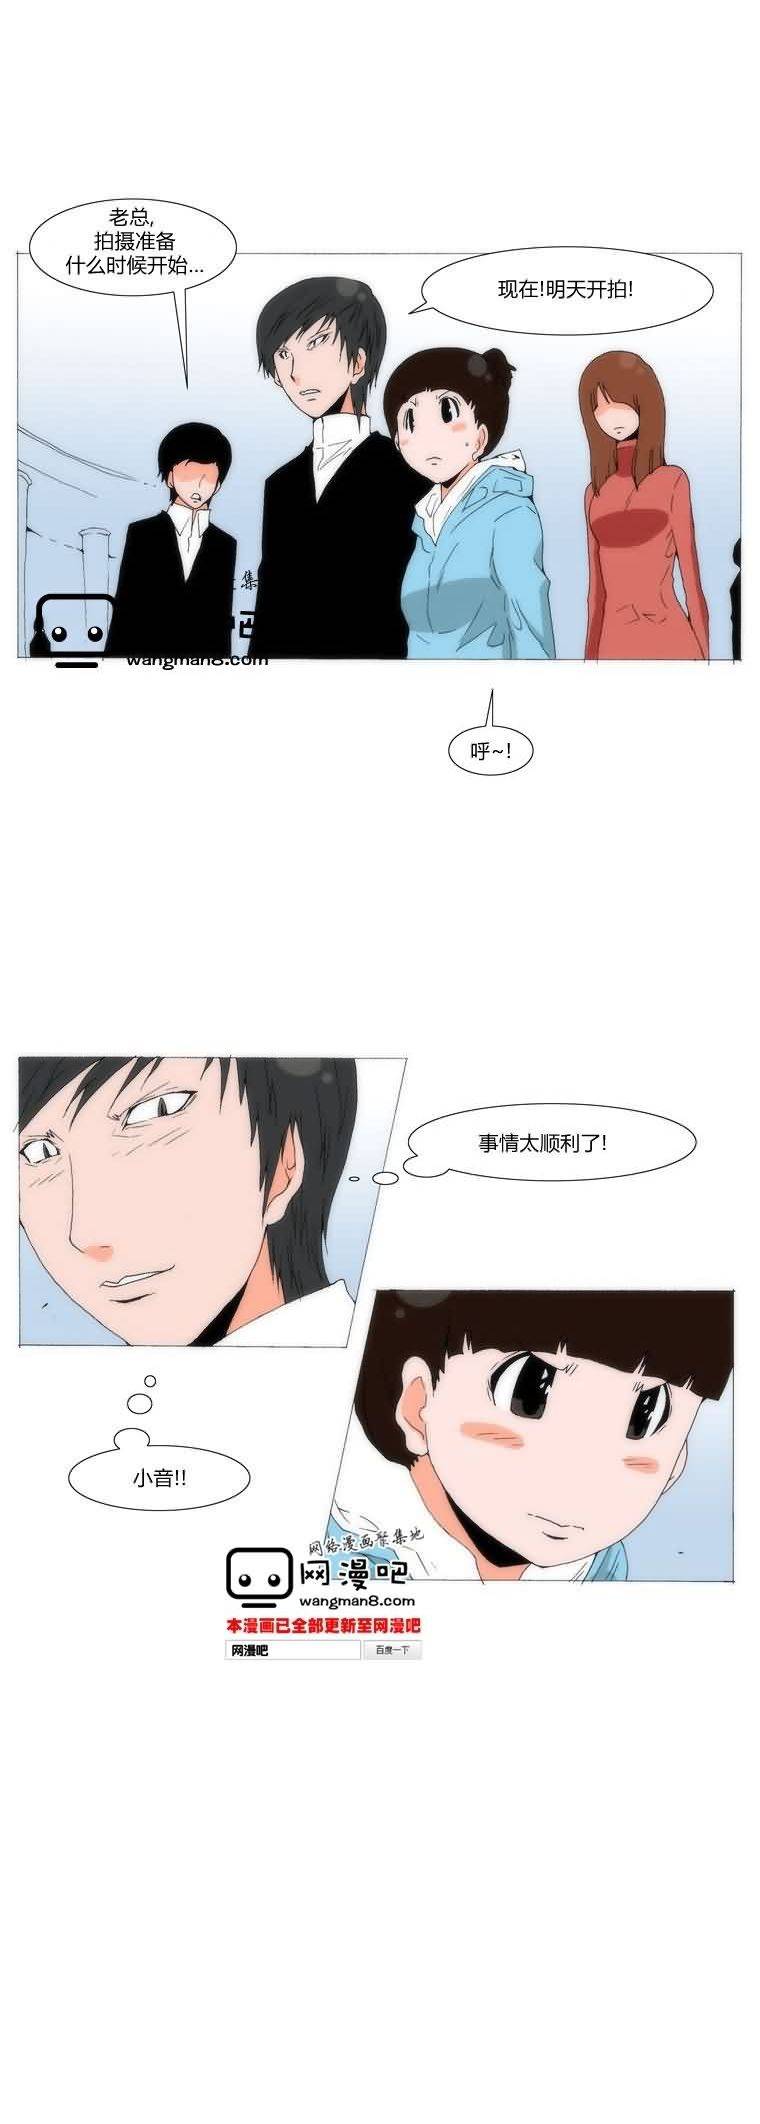 老总,
拍摄准备
什么时候开始...
现在!明天开拍!
集
吧
wangman8.com
呼~!
事情太顺利了!
小音!!
网络漫画聚集地
网漫吧
wangman8.com
本漫画已全部更新至网漫吧
网漫吧
百度一下